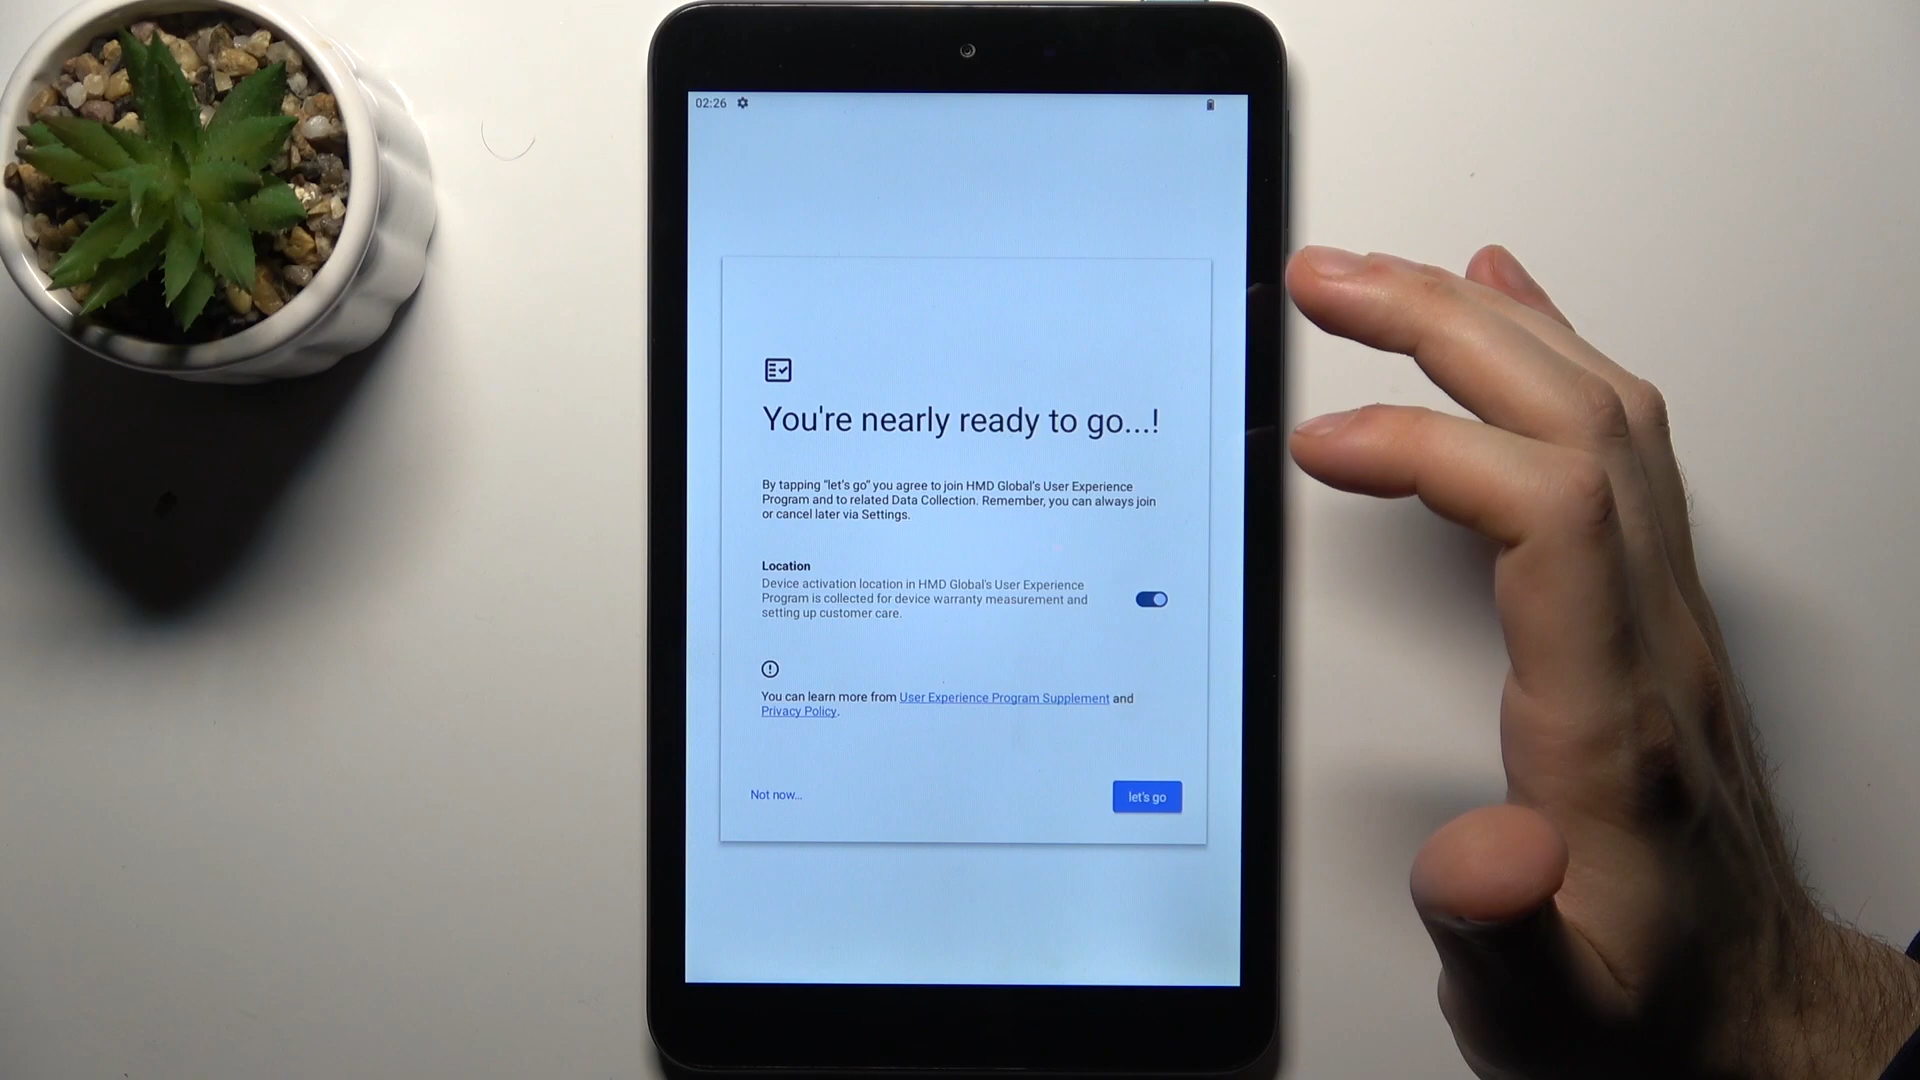 02:26
You're nearly ready to go...!
By tapping "let's go" you agree to join HMD Global's User Experience
Program and to related Data Collection. Remember, you can always join
or cancel later via Settings.
Location
Device activation location in HMD Global's User Experience
Program is collected for device warranty measurement and
setting up customer care.
You can learn more from User Experience Program Supplement and
Privacy Policy.
Not now...
let's go